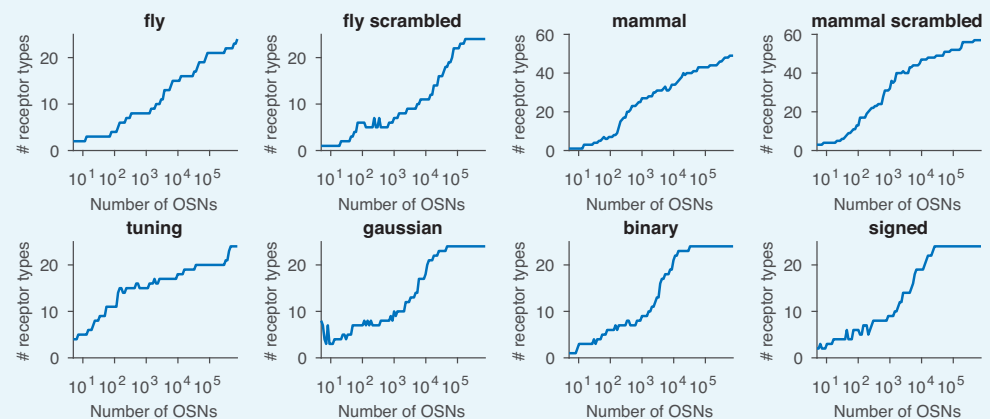 fly
fly scrambled
mammal
mammal scrambled
# receptor types
20
10
0
10^1 10^2 10^3 10^4 10^5
Number of OSNs
# receptor types
20
10
0
10^1 10^2 10^3 10^4 10^5
Number of OSNs
# receptor types
60
40
20
0
10^1 10^2 10^3 10^4 10^5
Number of OSNs
# receptor types
60
40
20
0
10^1 10^2 10^3 10^4 10^5
Number of OSNs
tuning
gaussian
binary
signed
# receptor types
20
10
0
10^1 10^2 10^3 10^4 10^5
Number of OSNs
# receptor types
20
10
0
10^1 10^2 10^3 10^4 10^5
Number of OSNs
# receptor types
20
10
0
10^1 10^2 10^3 10^4 10^5
Number of OSNs
# receptor types
20
10
0
10^1 10^2 10^3 10^4 10^5
Number of OSNs